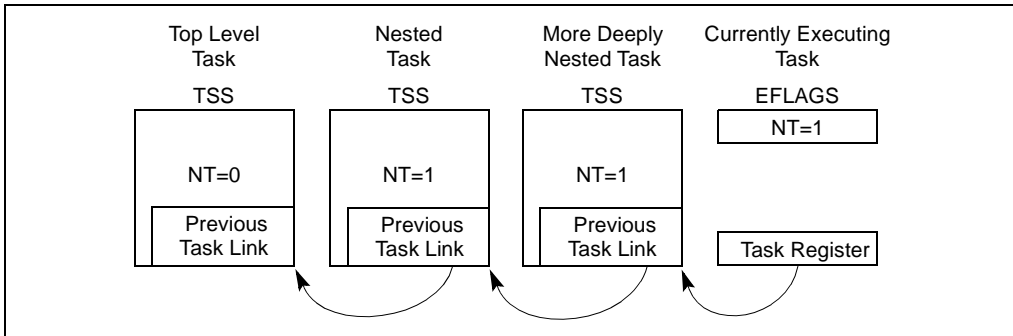 Top Level
Task
Nested
Task
More Deeply
Nested Task
Currently Executing
Task
TSS
TSS
TSS
EFLAGS
NT=1
NT=0
NT=1
NT=1
Previous
Task Link
Previous
Task Link
Previous
Task Link
Task Register